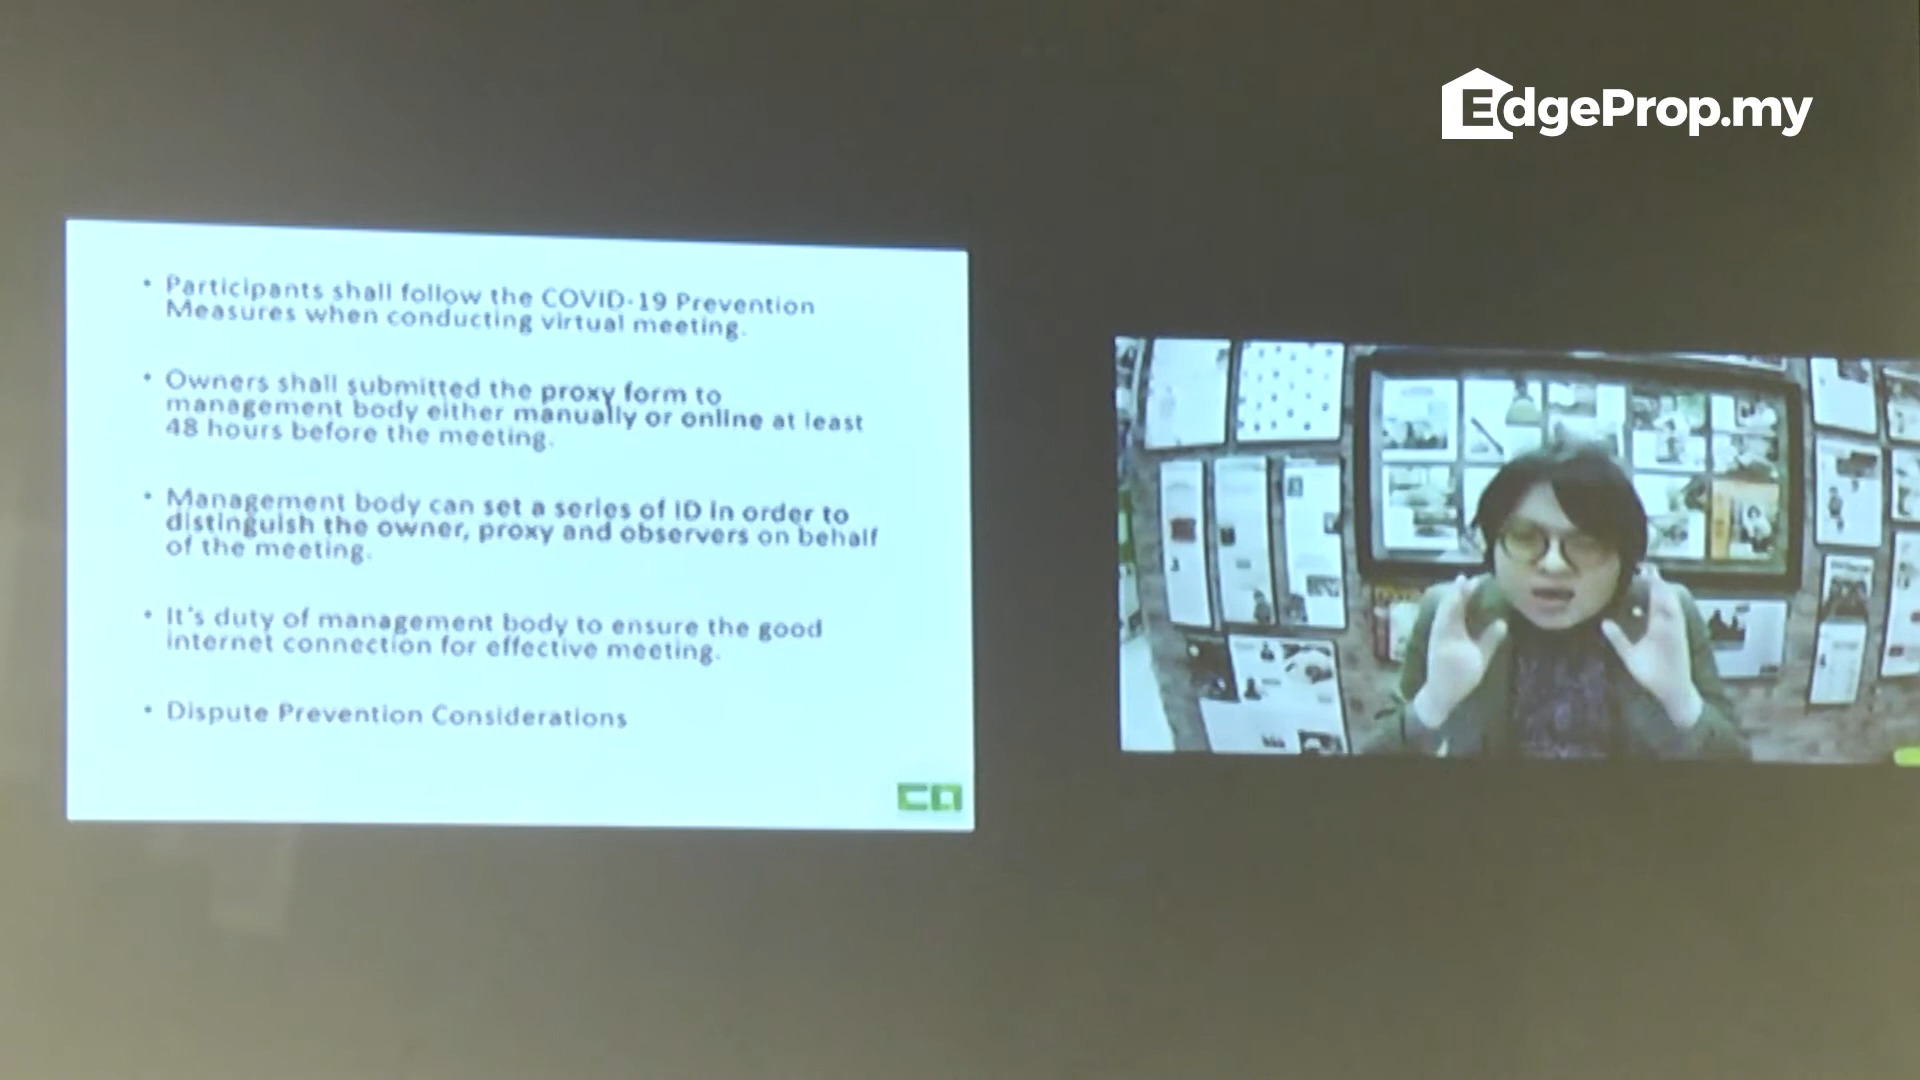 EdgeProp.my
• Participants shall follow the COVID-19 Prevention
Measures when conducting virtual meeting.
• Owners shall submitted the proxy form to
management body either manually or online at least
48 hours before the meeting.
• Management body can set a series of ID in order to
distinguish the owner, proxy and observers on behalf
of the meeting.
• It's duty of management body to ensure the good
internet connection for effective meeting.
• Dispute Prevention Considerations